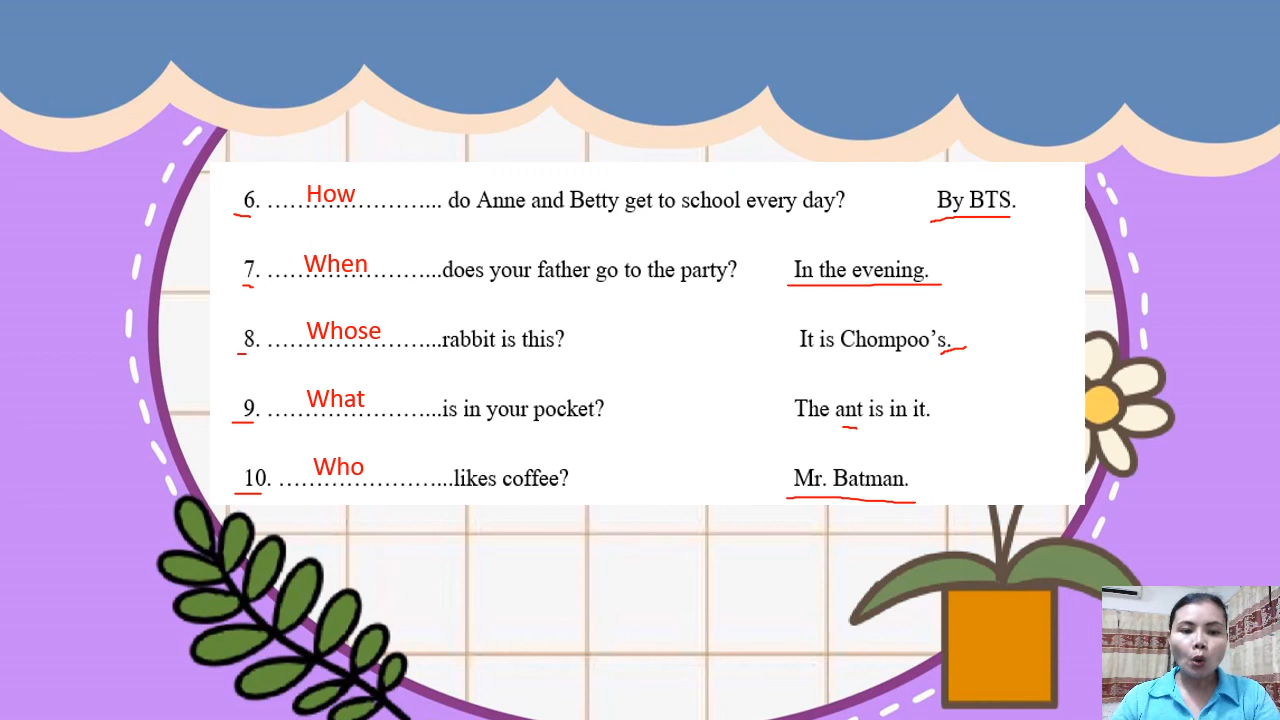 6. How…………………... do Anne and Betty get to school every day? By BTS.
7. When…………………...does your father go to the party? In the evening.
8. Whose…………………...rabbit is this? It is Chompoo’s.
9. What…………………...is in your pocket? The ant is in it.
10. Who…………………...likes coffee? Mr. Batman.